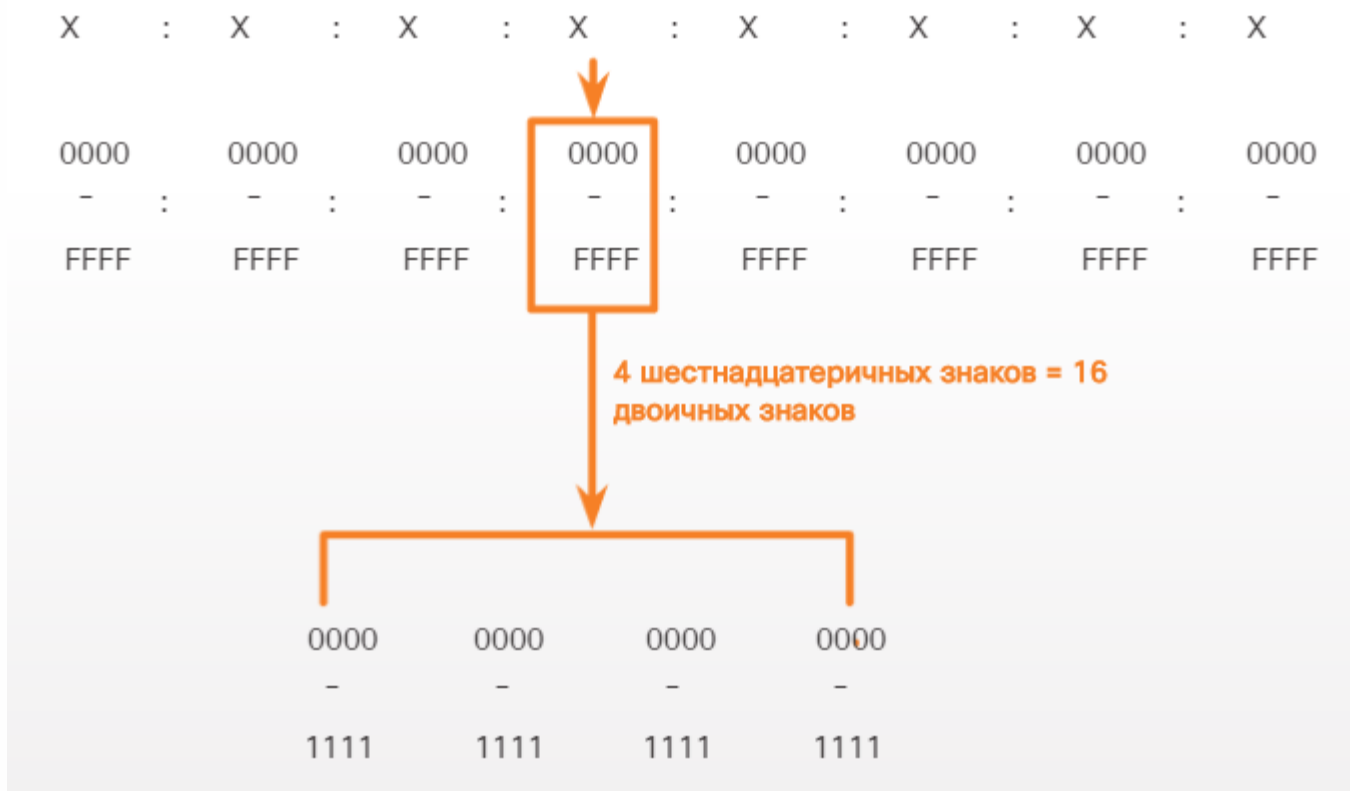 X : X : X : X : X : X : X : X
0000 0000 0000 0000 0000 0000 0000 0000
– : – : – : – : – : – : – : –
FFFF FFFF FFFF FFFF FFFF FFFF FFFF FFFF
4 шестнадцатеричных знаков = 16
двоичных знаков
0000 0000 0000 0000
– – – –
1111 1111 1111 1111